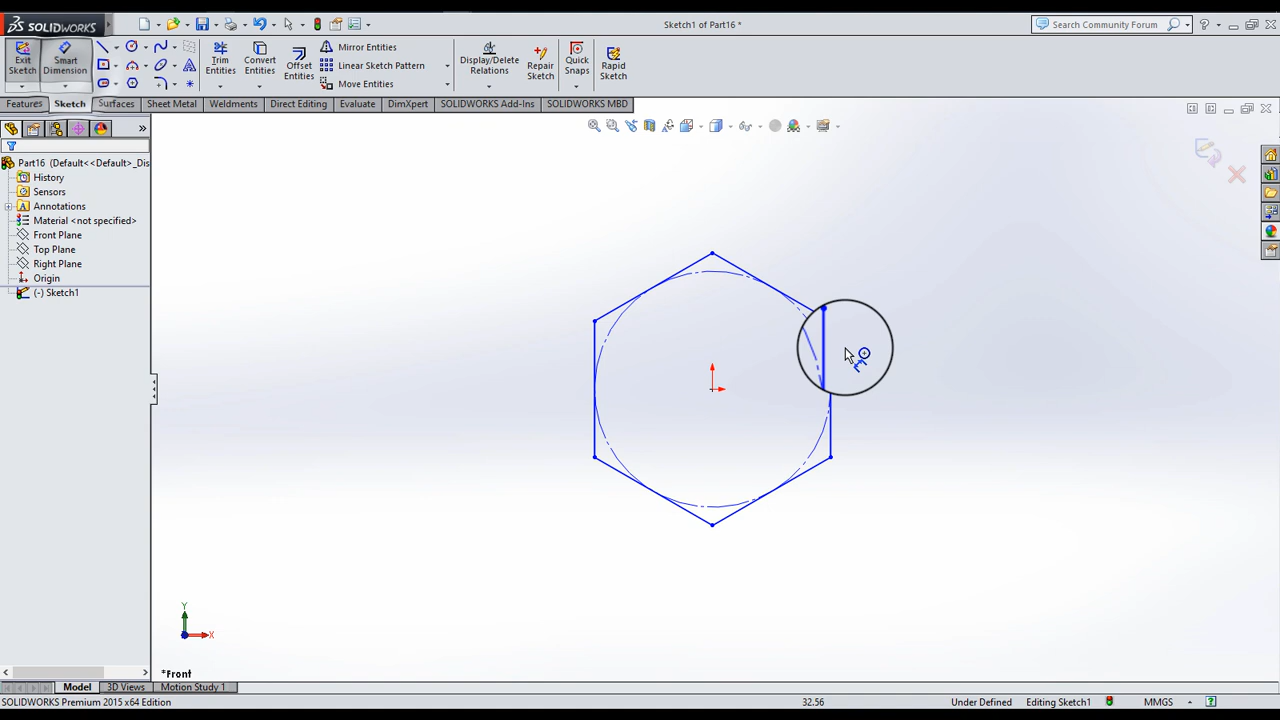 SOLIDWORKS
Sketch1 of Part16 *
Search Community Forum
Exit Sketch
Smart Dimension
Trim Entities
Convert Entities
Offset Entities
Mirror Entities
Linear Sketch Pattern
Move Entities
Display/Delete Relations
Repair Sketch
Quick Snaps
Rapid Sketch
Features Sketch Surfaces Sheet Metal Weldments Direct Editing Evaluate DimXpert SOLIDWORKS Add-Ins SOLIDWORKS MBD
Part16 (Default<<Default>_Dis
History
Sensors
Annotations
Material <not specified>
Front Plane
Top Plane
Right Plane
Origin
(-) Sketch1
Y
X
*Front
Model 3D Views Motion Study 1
SOLIDWORKS Premium 2015 x64 Edition 32.56 Under Defined Editing Sketch1 MMGS